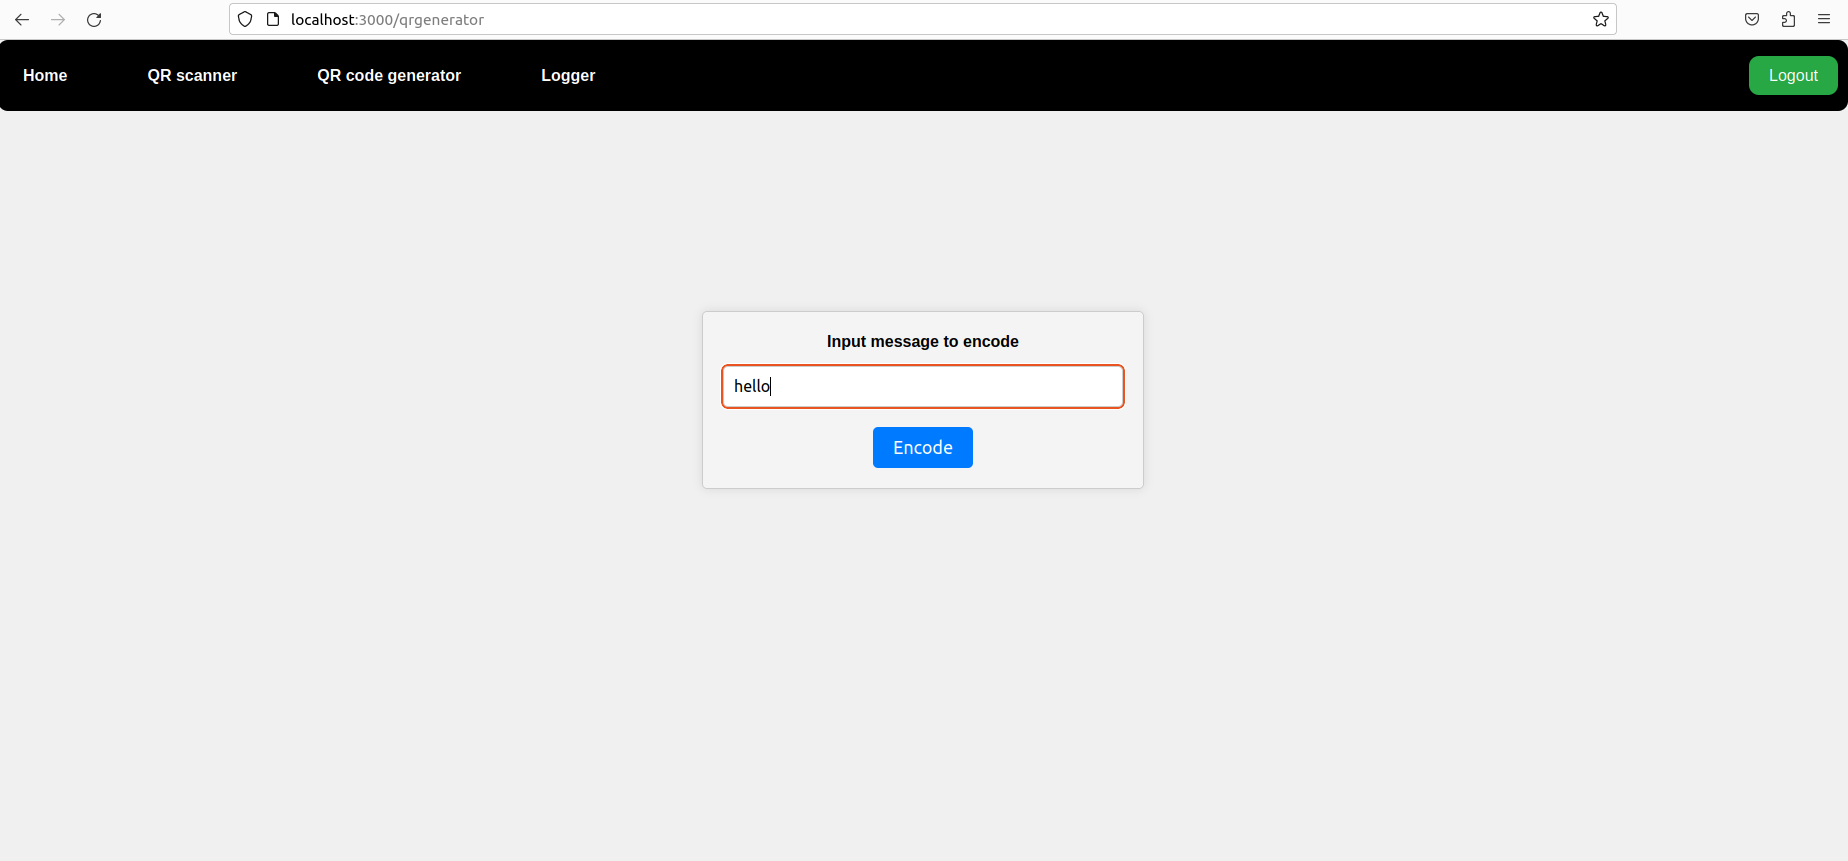 localhost:3000/qrgenerator
Home QR scanner QR code generator Logger Logout
Input message to encode
hello
Encode